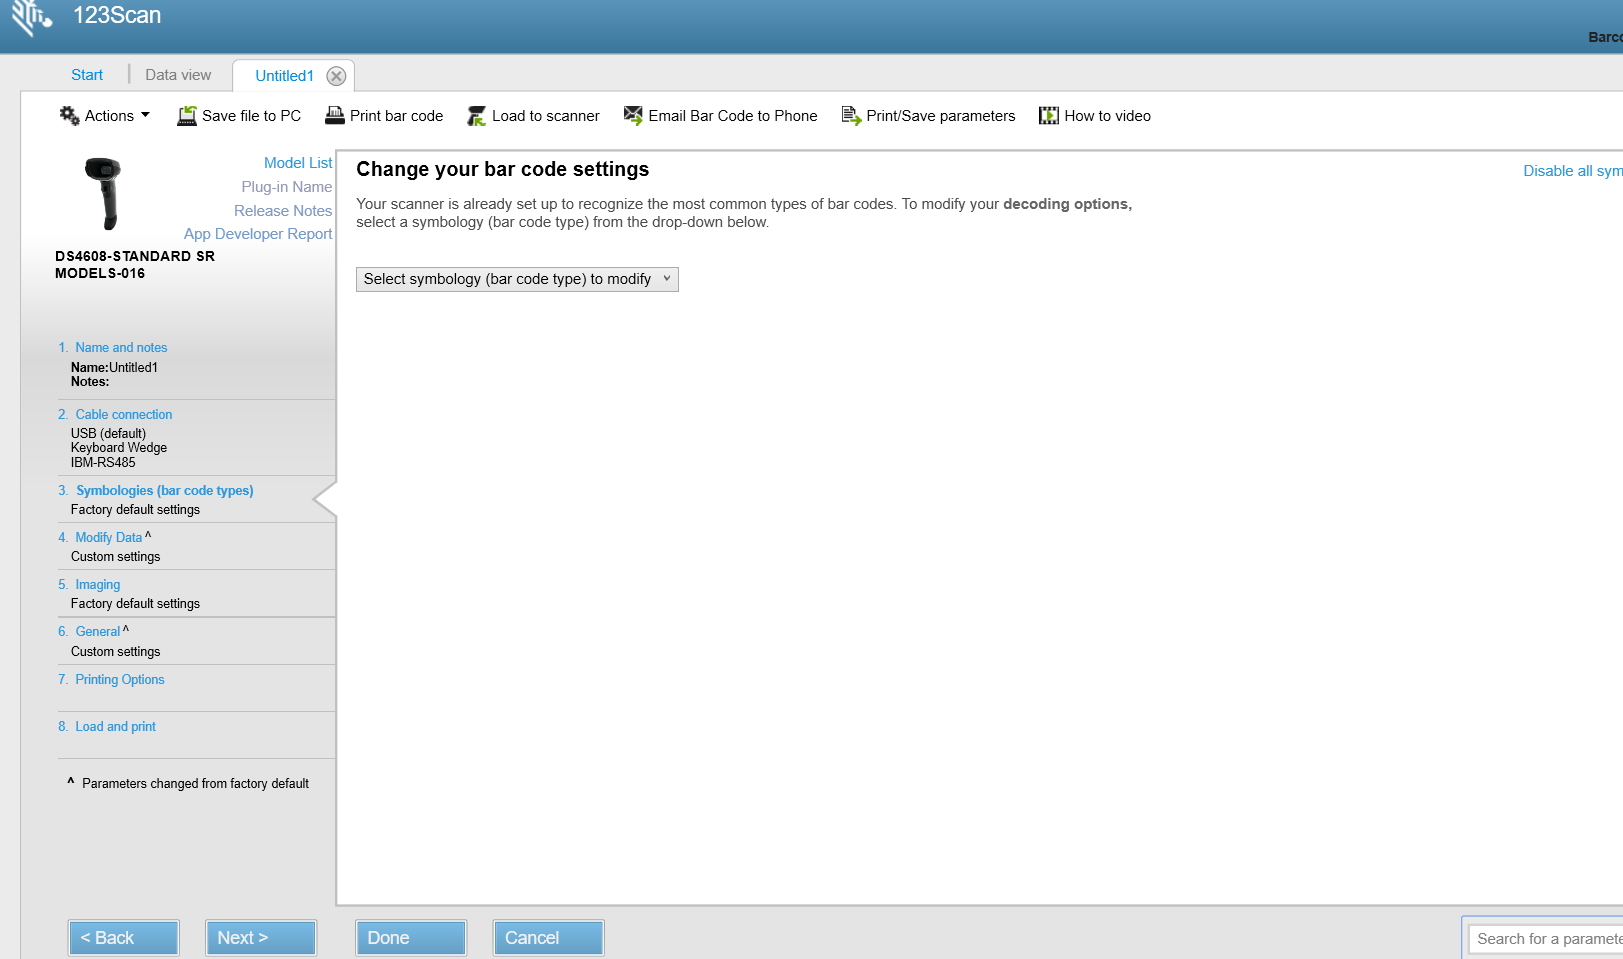 123Scan
Start
Data view
Untitled1
Actions
Save file to PC
Print bar code
Load to scanner
Email Bar Code to Phone
Print/Save parameters
How to video
Model List
Plug-in Name
Release Notes
App Developer Report
DS4608-STANDARD SR
MODELS-016
1. Name and notes
Name:Untitled1
Notes:
2. Cable connection
USB (default)
Keyboard Wedge
IBM-RS485
3. Symbologies (bar code types)
Factory default settings
4. Modify Data ^
Custom settings
5. Imaging
Factory default settings
6. General ^
Custom settings
7. Printing Options
8. Load and print
^ Parameters changed from factory default
Change your bar code settings
Disable all
Your scanner is already set up to recognize the most common types of bar codes. To modify your decoding options,
select a symbology (bar code type) from the drop-down below.
Select symbology (bar code type) to modify
< Back
Next >
Done
Cancel
Search for a